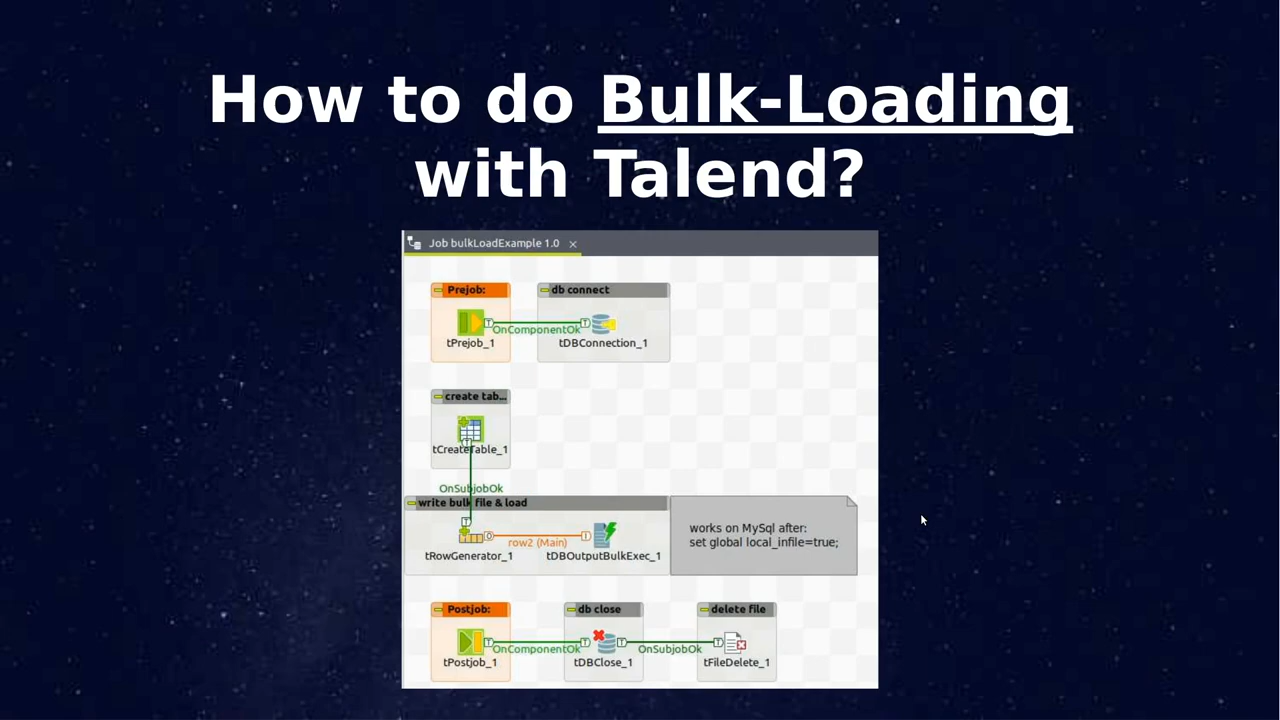 How to do Bulk-Loading
with Talend?
Job bulkLoadExample 1.0
Prejob:
db connect
OnComponentOk
tPrejob_1
tDBConnection_1
create tab...
tCreateTable_1
OnSubjobOk
write bulk file & load
works on MySql after:
set global local_infile=true;
row2 (Main)
tRowGenerator_1
tDBOutputBulkExec_1
Postjob:
db close
delete file
OnComponentOk
OnSubjobOk
tPostjob_1
tDBClose_1
tFileDelete_1